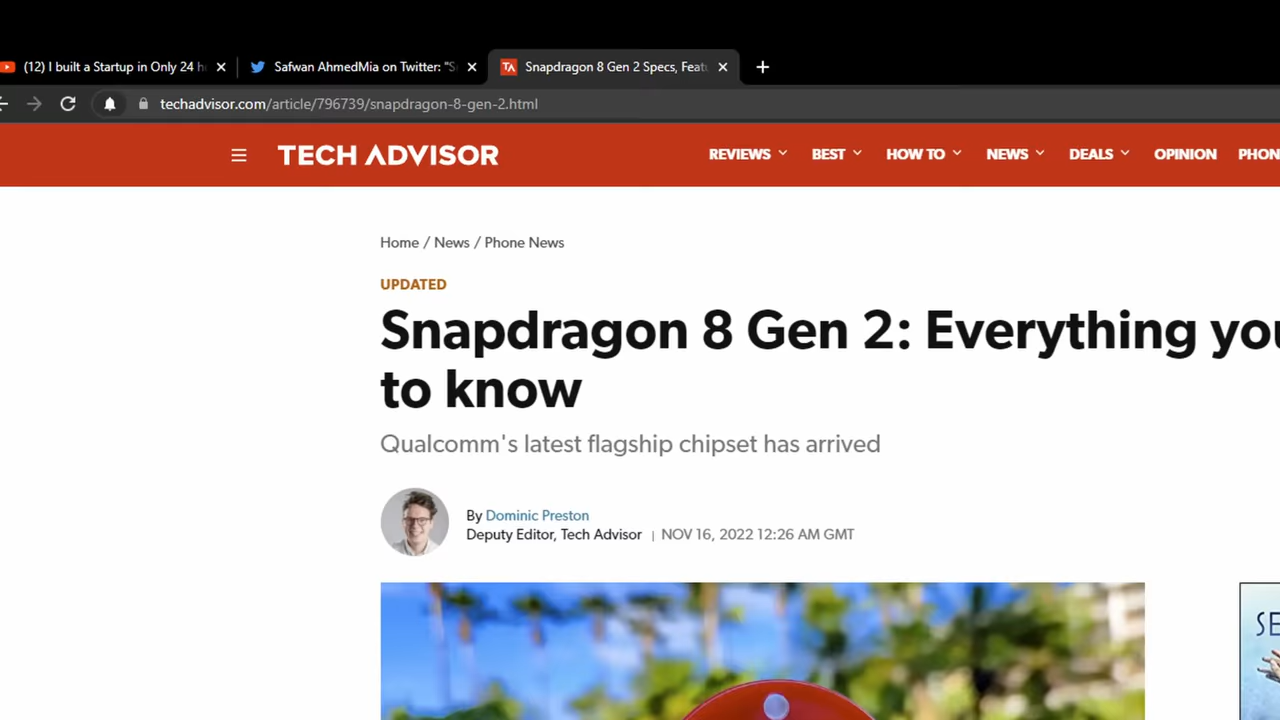 (12) I built a Startup in Only 24 h
Safwan AhmedMia on Twitter: "S
Snapdragon 8 Gen 2 Specs, Feat
techadvisor.com/article/796739/snapdragon-8-gen-2.html
TECH ADVISOR
REVIEWS BEST HOW TO NEWS DEALS OPINION PHON
Home / News / Phone News
UPDATED
Snapdragon 8 Gen 2: Everything you
to know
Qualcomm's latest flagship chipset has arrived
By Dominic Preston
Deputy Editor, Tech Advisor | NOV 16, 2022 12:26 AM GMT
SE